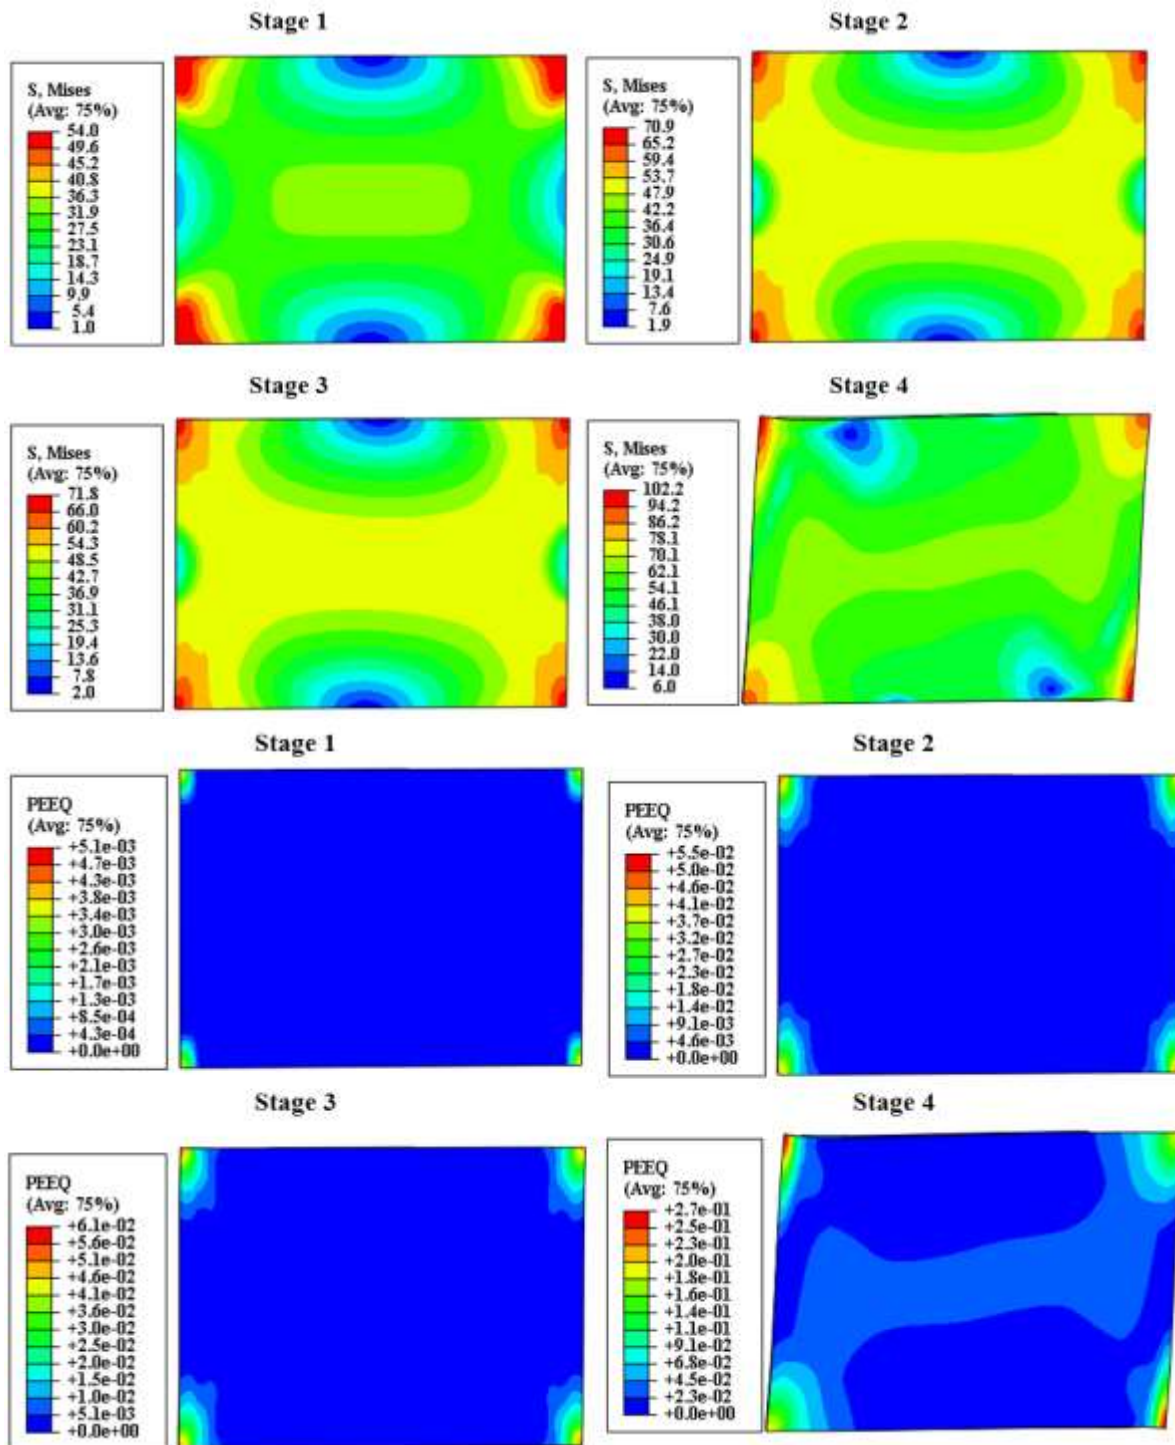 Stage 1
S, Mises
(Avg: 75%)
54.0
49.6
45.2
40.8
36.3
31.9
27.5
23.1
18.7
14.3
9.9
5.4
1.0
Stage 2
S, Mises
(Avg: 75%)
70.9
65.2
59.4
53.7
47.9
42.2
36.4
30.6
24.9
19.1
13.4
7.6
1.9
Stage 3
S, Mises
(Avg: 75%)
71.8
66.0
60.2
54.3
48.5
42.7
36.9
31.1
25.3
19.4
13.6
7.8
2.0
Stage 4
S, Mises
(Avg: 75%)
102.2
94.2
86.2
78.1
70.1
62.1
54.1
46.1
38.0
30.0
22.0
14.0
6.0
Stage 1
PEEQ
(Avg: 75%)
+5.1e-03
+4.7e-03
+4.3e-03
+3.8e-03
+3.4e-03
+3.0e-03
+2.6e-03
+2.1e-03
+1.7e-03
+1.3e-03
+8.5e-04
+4.3e-04
+0.0e+00
Stage 2
PEEQ
(Avg: 75%)
+5.5e-02
+5.0e-02
+4.6e-02
+4.1e-02
+3.7e-02
+3.2e-02
+2.7e-02
+2.3e-02
+1.8e-02
+1.4e-02
+9.1e-03
+4.6e-03
+0.0e+00
Stage 3
PEEQ
(Avg: 75%)
+6.1e-02
+5.6e-02
+5.1e-02
+4.6e-02
+4.1e-02
+3.6e-02
+3.0e-02
+2.5e-02
+2.0e-02
+1.5e-02
+1.0e-02
+5.1e-03
+0.0e+00
Stage 4
PEEQ
(Avg: 75%)
+2.7e-01
+2.5e-01
+2.3e-01
+2.0e-01
+1.8e-01
+1.6e-01
+1.4e-01
+1.1e-01
+9.1e-02
+6.8e-02
+4.5e-02
+2.3e-02
+0.0e+00